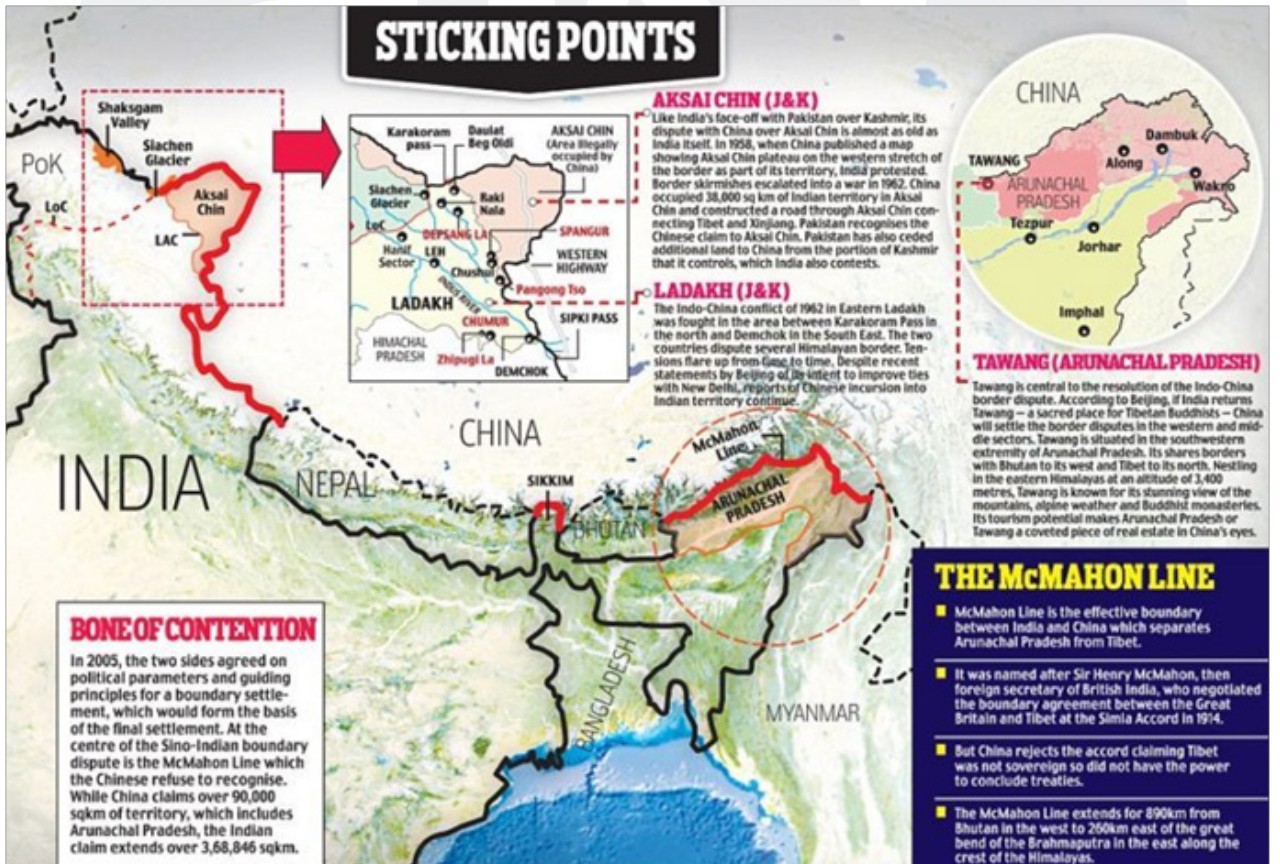 STICKING POINTS
Shaksgam
Valley
Siachen
Glacier
PoK
LoC
Aksai
Chin
LAC
Karakoram
pass
Daulat
Beg Oldi
AKSAI CHIN
(Area illegally
occupied by
China)
Siachen
Glacier
Raki
Nala
LoC
DEPSANG LA
SPANGUR
Hanif
Sector
LEH
WESTERN
HIGHWAY
Chushul
Pangong Tso
INDUS RIVER
LADAKH
SIPKI PASS
CHUMUR
HIMACHAL
PRADESH
Zhipugi La
DEMCHOK
AKSAI CHIN (J&K)
Like India's face-off with Pakistan over Kashmir, its
dispute with China over Aksai Chin is almost as old as
India itself. In 1958, when China published a map
showing Aksai Chin plateau on the western stretch of
the border as part of its territory, India protested.
Border skirmishes escalated into a war in 1962. China
occupied 38,000 sq km of Indian territory in Aksai
Chin and constructed a road through Aksai Chin con-
necting Tibet and Xinjiang. Pakistan recognises the
Chinese claim to Aksai Chin. Pakistan has also ceded
additional land to China from the portion of Kashmir
that it controls, which India also contests.
LADAKH (J&K)
The Indo-China conflict of 1962 in Eastern Ladakh
was fought in the area between Karakoram Pass in
the north and Demchok in the South East. The two
countries dispute several Himalayan border. Ten-
sions flare up from time to time. Despite recent
statements by Beijing of its intent to improve ties
with New Delhi, reports of Chinese incursion into
Indian territory continue.
CHINA
Dambuk
Along
TAWANG
ARUNACHAL
PRADESH
Wakro
Tezpur
Jorhar
Imphal
TAWANG (ARUNACHAL PRADESH)
Tawang is central to the resolution of the Indo-China
border dispute. According to Beijing, if India returns
Tawang — a sacred place for Tibetan Buddhists — China
will settle the border disputes in the western and mid-
dle sectors. Tawang is situated in the southwestern
extremity of Arunachal Pradesh. Its shares borders
with Bhutan to its west and Tibet to its north. Nestling
in the eastern Himalayas at an altitude of 3,400
metres, Tawang is known for its stunning view of the
mountains, alpine weather and Buddhist monasteries.
Its tourism potential makes Arunachal Pradesh or
Tawang a coveted piece of real estate in China's eyes.
CHINA
McMahon
Line
INDIA
NEPAL
SIKKIM
BHUTAN
ARUNACHAL
PRADESH
BANGLADESH
MYANMAR
BONE OF CONTENTION
In 2005, the two sides agreed on
political parameters and guiding
principles for a boundary settle-
ment, which would form the basis
of the final settlement. At the
centre of the Sino-Indian boundary
dispute is the McMahon Line which
the Chinese refuse to recognise.
While China claims over 90,000
sqkm of territory, which includes
Arunachal Pradesh, the Indian
claim extends over 3,68,846 sqkm.
THE McMAHON LINE
McMahon Line is the effective boundary
between India and China which separates
Arunachal Pradesh from Tibet.
It was named after Sir Henry McMahon, then
foreign secretary of British India, who negotiated
the boundary agreement between the Great
Britain and Tibet at the Simla Accord in 1914.
But China rejects the accord claiming Tibet
was not sovereign so did not have the power
to conclude treaties.
The McMahon Line extends for 890km from
Bhutan in the west to 260km east of the great
bend of the Brahmaputra in the east along the
crest of the Himalayas.